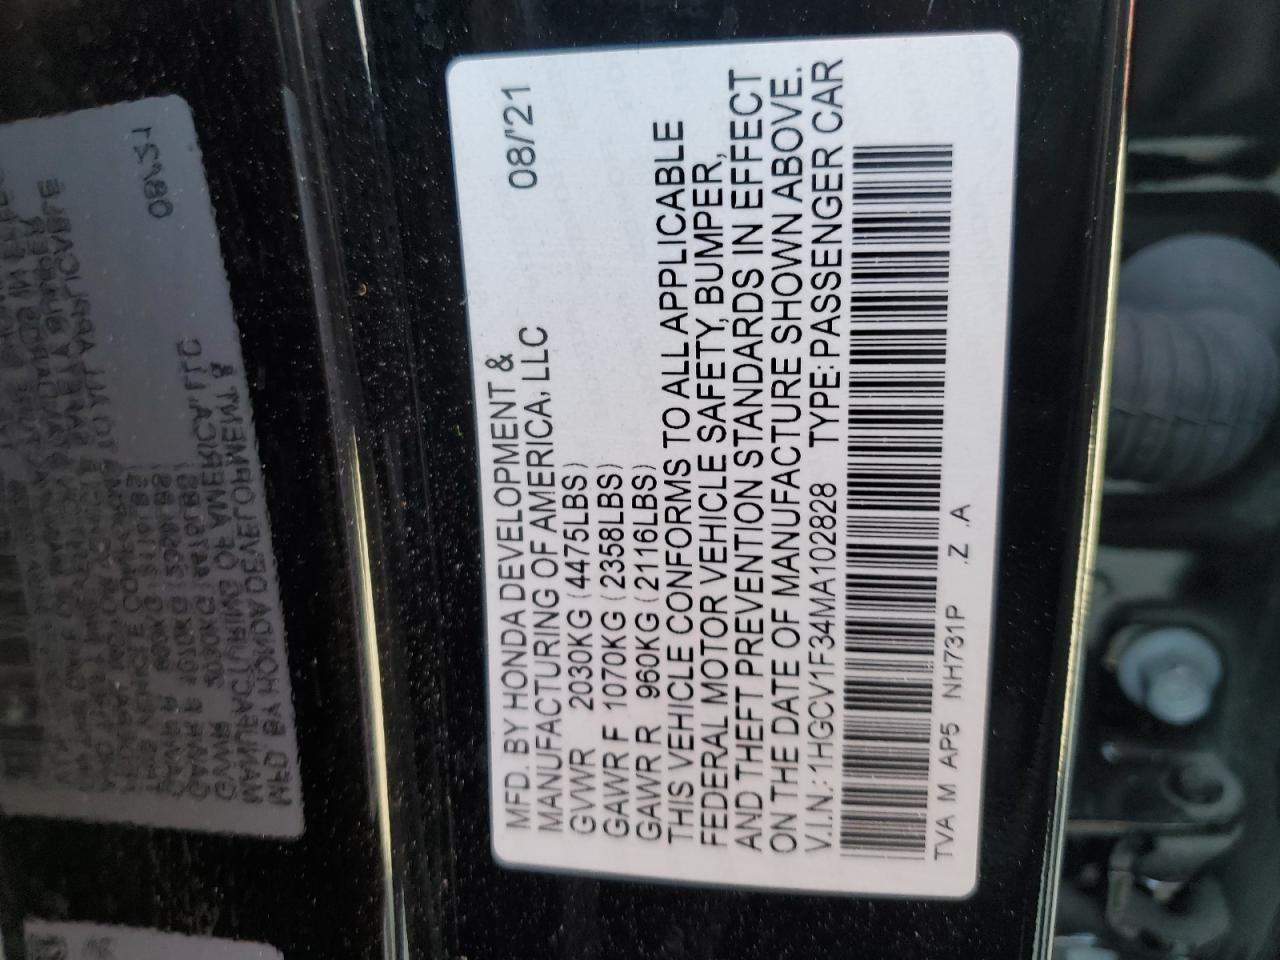 MFD. BY HONDA DEVELOPMENT & 08/'21
MANUFACTURING OF AMERICA, LLC
GVWR 2030KG (4475LBS)
GAWR F 1070KG (2358LBS)
GAWR R 960KG (2116LBS)
THIS VEHICLE CONFORMS TO ALL APPLICABLE
FEDERAL MOTOR VEHICLE SAFETY, BUMPER,
AND THEFT PREVENTION STANDARDS IN EFFECT
ON THE DATE OF MANUFACTURE SHOWN ABOVE.
V.I.N.: 1HGCV1F34MA102828 TYPE: PASSENGER CAR
TVA M AP5 NH731P .Z .A